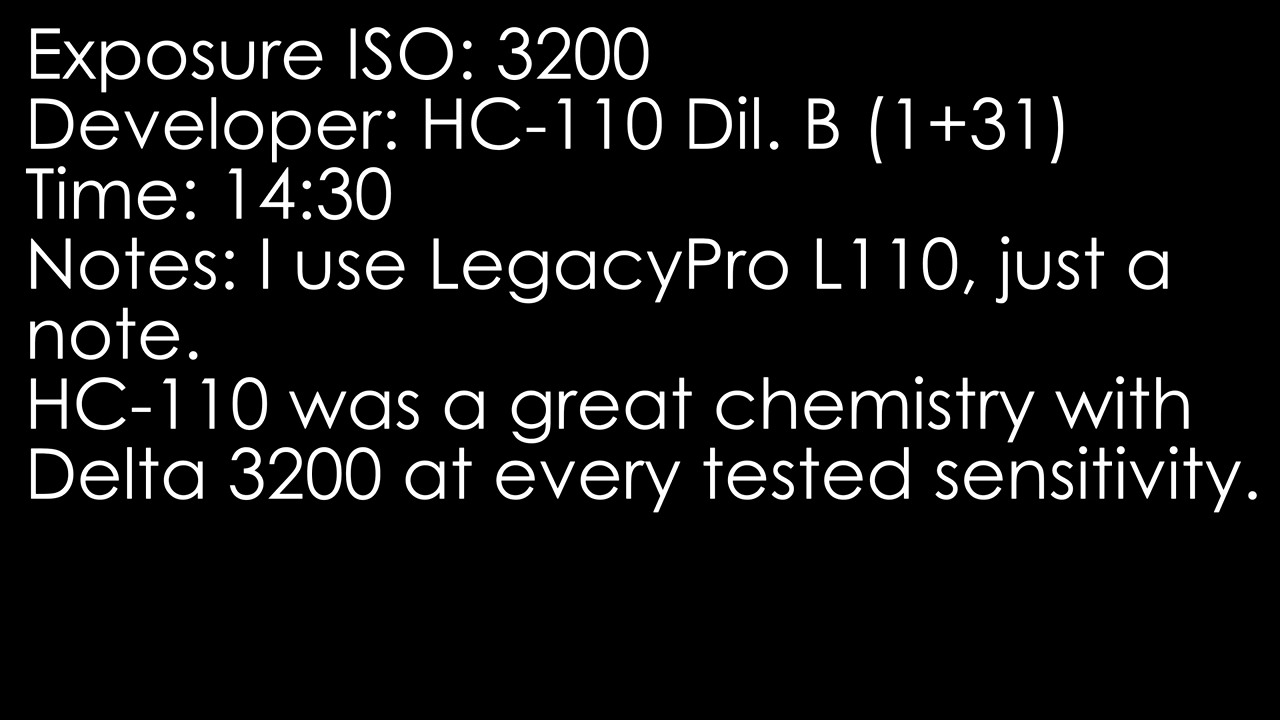 Exposure ISO: 3200
Developer: HC-110 Dil. B (1+31)
Time: 14:30
Notes: I use LegacyPro L110, just a
note.
HC-110 was a great chemistry with
Delta 3200 at every tested sensitivity.